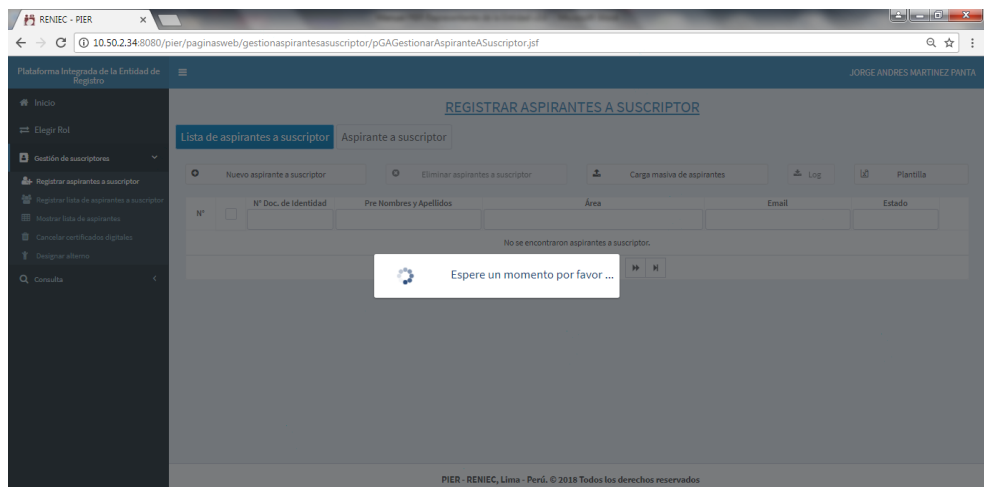 RENIEC - PIER
10.50.2.34:8080/pier/paginasweb/gestionaspirantesasuscriptor/pGAGestionarAspiranteASuscriptor.jsf
Plataforma Integrada de la Entidad de Registro
JORGE ANDRES MARTINEZ PANTA
Inicio
Elegir Rol
Gestión de suscriptores
Registrar aspirantes a suscriptor
Registrar lista de aspirantes a suscriptor
Mostrar lista de aspirantes
Cancelar certificados digitales
Designar alterno
Consulta
REGISTRAR ASPIRANTES A SUSCRIPTOR
Lista de aspirantes a suscriptor Aspirante a suscriptor
Nuevo aspirante a suscriptor Eliminar aspirantes a suscriptor Carga masiva de aspirantes Log Plantilla
N° N° Doc. de Identidad Pre Nombres y Apellidos Área Email Estado
No se encontraron aspirantes a suscriptor.
Espere un momento por favor ...
PIER - RENIEC, Lima - Perú. © 2018 Todos los derechos reservados